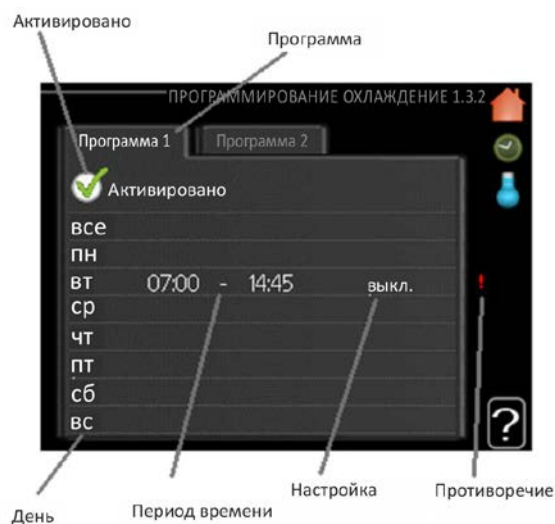 Активировано
Программа
ПРОГРАММИРОВАНИЕ ОХЛАЖДЕНИЕ 1.3.2
Программа 1 Программа 2
Активировано
все
пн
вт 07:00 - 14:45 выкл. !
ср
чт
пт
сб
вс
?
Настройка Противоречие
День Период времени